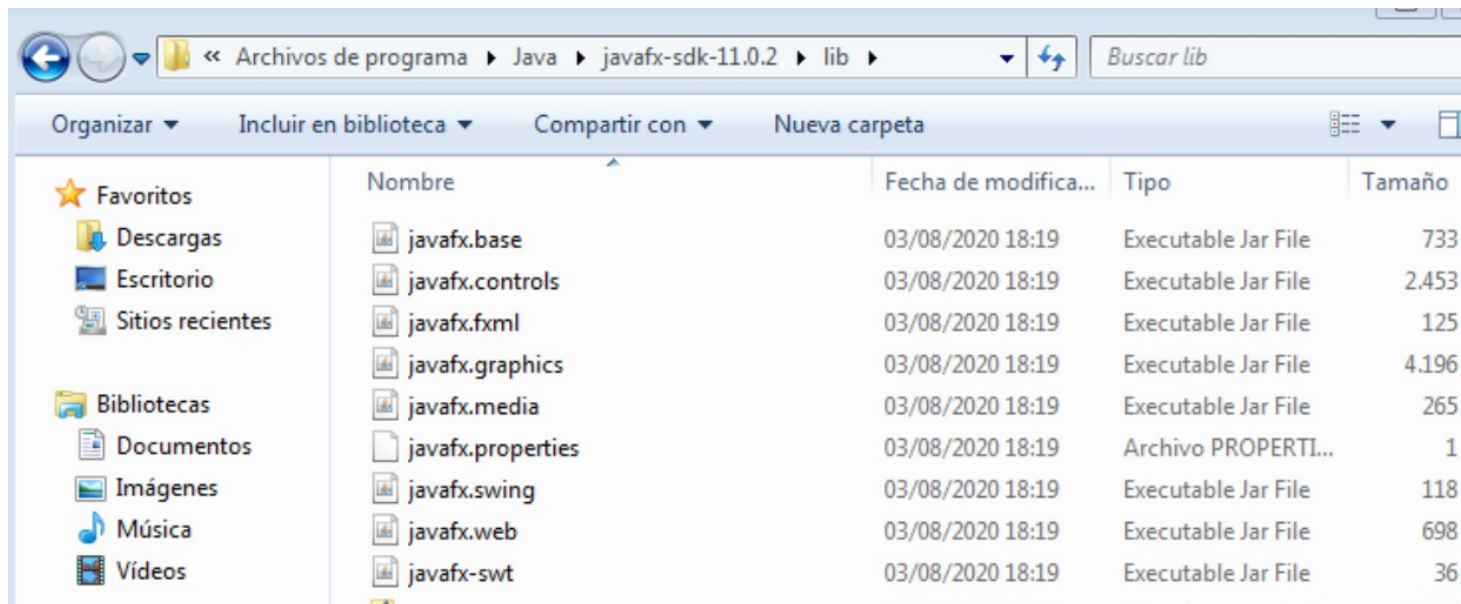 « Archivos de programa ▸ Java ▸ javafx-sdk-11.0.2 ▸ lib ▸ Buscar lib
Organizar Incluir en biblioteca Compartir con Nueva carpeta
Nombre Fecha de modifica... Tipo Tamaño
Favoritos
Descargas
Escritorio
Sitios recientes
Bibliotecas
Documentos
Imágenes
Música
Vídeos
javafx.base 03/08/2020 18:19 Executable Jar File 733
javafx.controls 03/08/2020 18:19 Executable Jar File 2.453
javafx.fxml 03/08/2020 18:19 Executable Jar File 125
javafx.graphics 03/08/2020 18:19 Executable Jar File 4.196
javafx.media 03/08/2020 18:19 Executable Jar File 265
javafx.properties 03/08/2020 18:19 Archivo PROPERTI... 1
javafx.swing 03/08/2020 18:19 Executable Jar File 118
javafx.web 03/08/2020 18:19 Executable Jar File 698
javafx-swt 03/08/2020 18:19 Executable Jar File 36